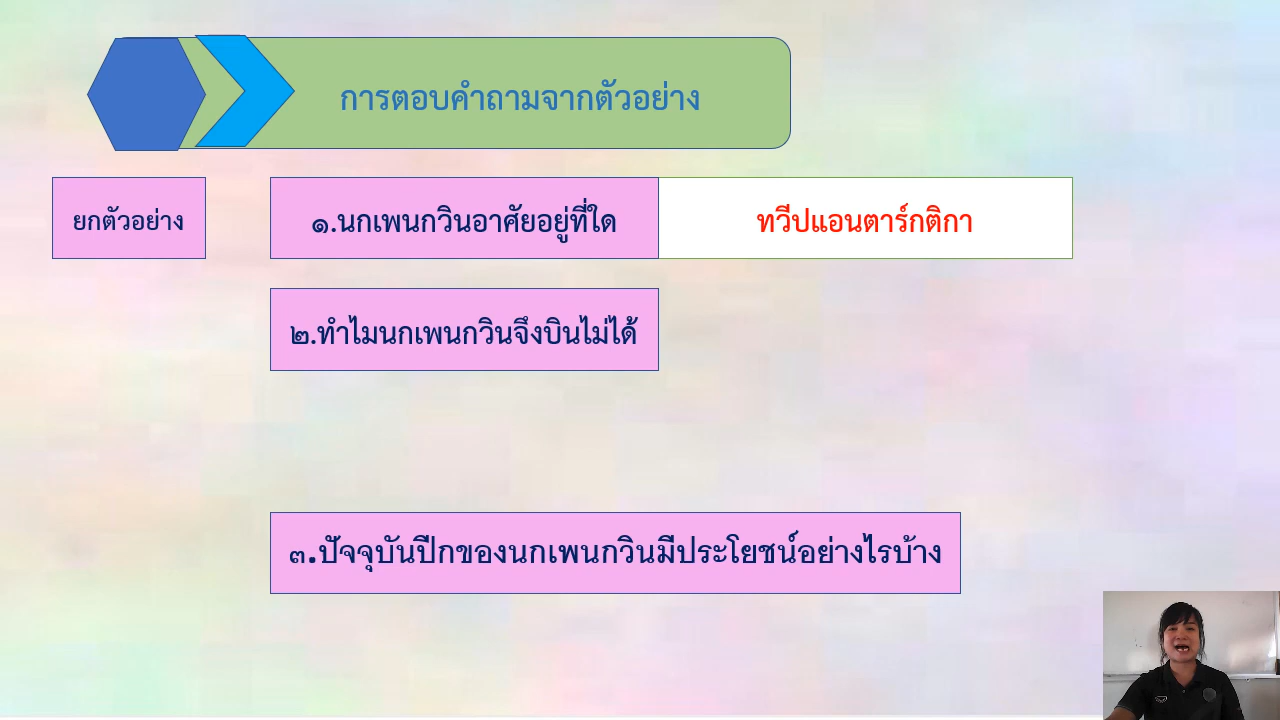 การตอบคำถามจากตัวอย่าง
ยกตัวอย่าง
๑.นกเพนกวินอาศัยอยู่ที่ใด
ทวีปแอนตาร์กติกา
๒.ทำไมนกเพนกวินจึงบินไม่ได้
๓.ปัจจุบันปีกของนกเพนกวินมีประโยชน์อย่างไรบ้าง